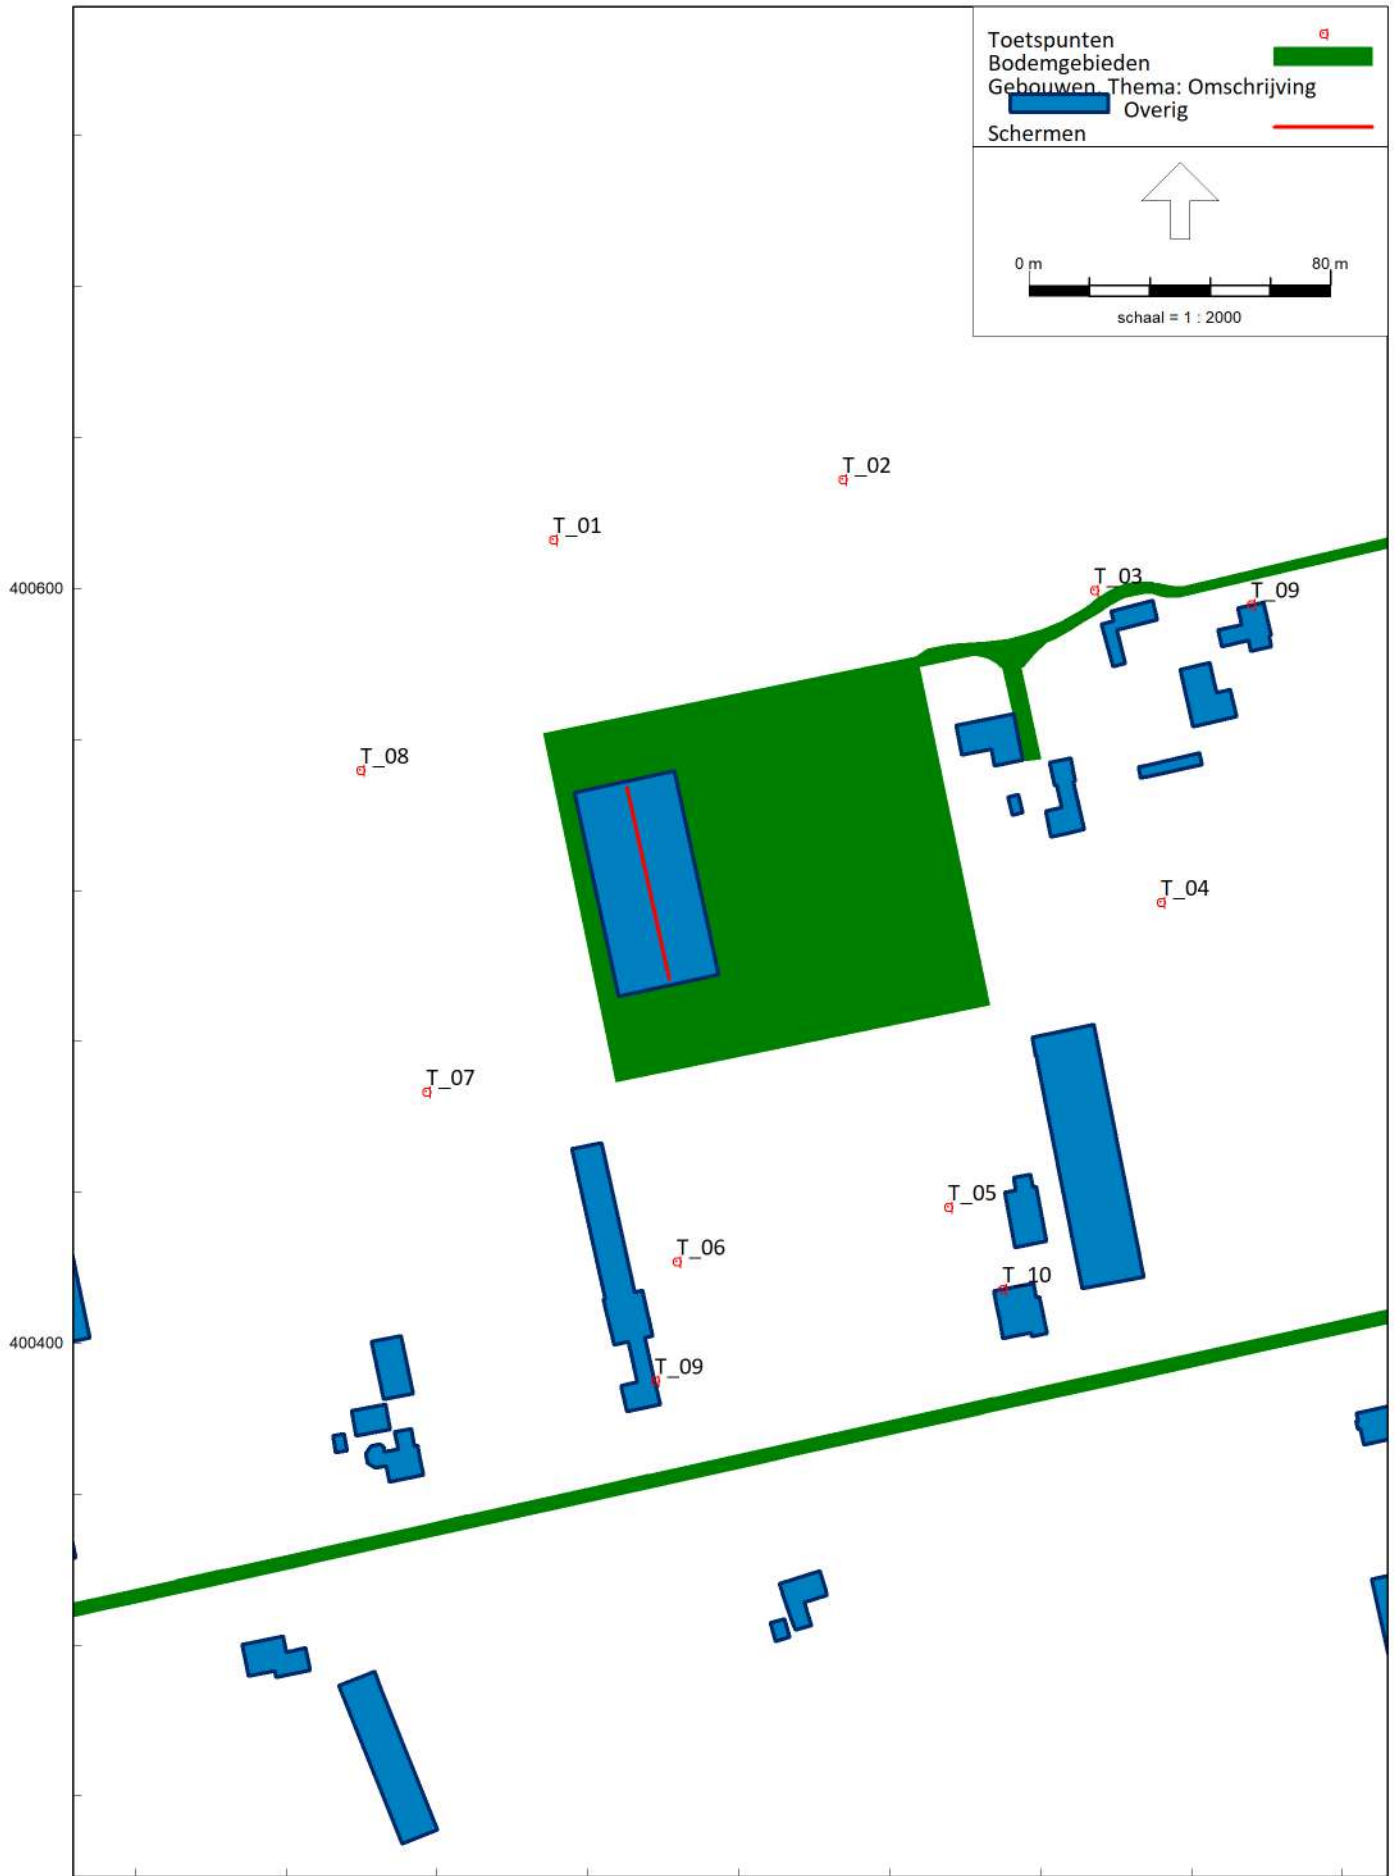 Toetspunten
Bodemgebieden
Gebouwen, Thema: Omschrijving
Overig
Schermen
0 m 80 m
schaal = 1 : 2000
T_02
T_01
T_03
400600
T_09
T_08
T_04
T_07
T_05
T_06
T_10
400400
T_09